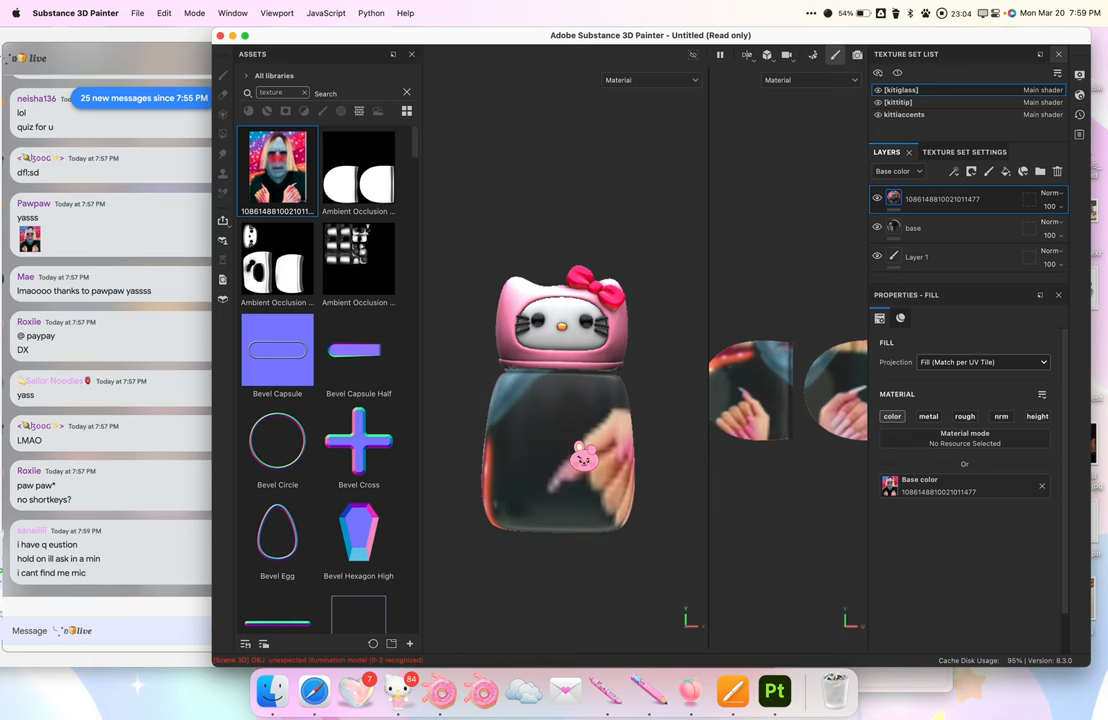 Substance 3D Painter File Edit Mode Window Viewport JavaScript Python Help
54% 23:04 Mon Mar 20 7:59 PM
live
25 new messages since 7:55 PM
neisha136
lol
quiz for u
Today at 7:57 PM
dfl;sd
Pawpaw Today at 7:57 PM
yasss
Mae Today at 7:57 PM
lmaoooo thanks to pawpaw yassss
Roxiie Today at 7:57 PM
@ paypay
DX
Sailor Noodles Today at 7:57 PM
yass
Today at 7:57 PM
LMAO
Roxiie Today at 7:57 PM
paw paw*
no shortkeys?
Today at 7:59 PM
i have q eustion
hold on ill ask in a min
i cant find me mic
Message live
Adobe Substance 3D Painter - Untitled (Read only)
ASSETS
All libraries
texture Search
1086148810021011...
Ambient Occlusion ...
Ambient Occlusion ...
Ambient Occlusion ...
Bevel Capsule
Bevel Capsule Half
Bevel Circle
Bevel Cross
Bevel Egg
Bevel Hexagon High
[Scene 3D] OBJ: unexpected illumination model (0-2 recognized)
Material
Material
Y
X
V
U
TEXTURE SET LIST
[kitiglass] Main shader
[kittitip] Main shader
kittiaccents Main shader
LAYERS TEXTURE SET SETTINGS
Base color
1086148810021011477 Norm 100
base Norm 100
Layer 1 Norm 100
PROPERTIES - FILL
FILL
Projection Fill (Match per UV Tile)
MATERIAL
color metal rough nrm height
Material mode
No Resource Selected
Or
Base color
1086148810021011477
Cache Disk Usage: 95% | Version: 8.3.0
7
84
Pt